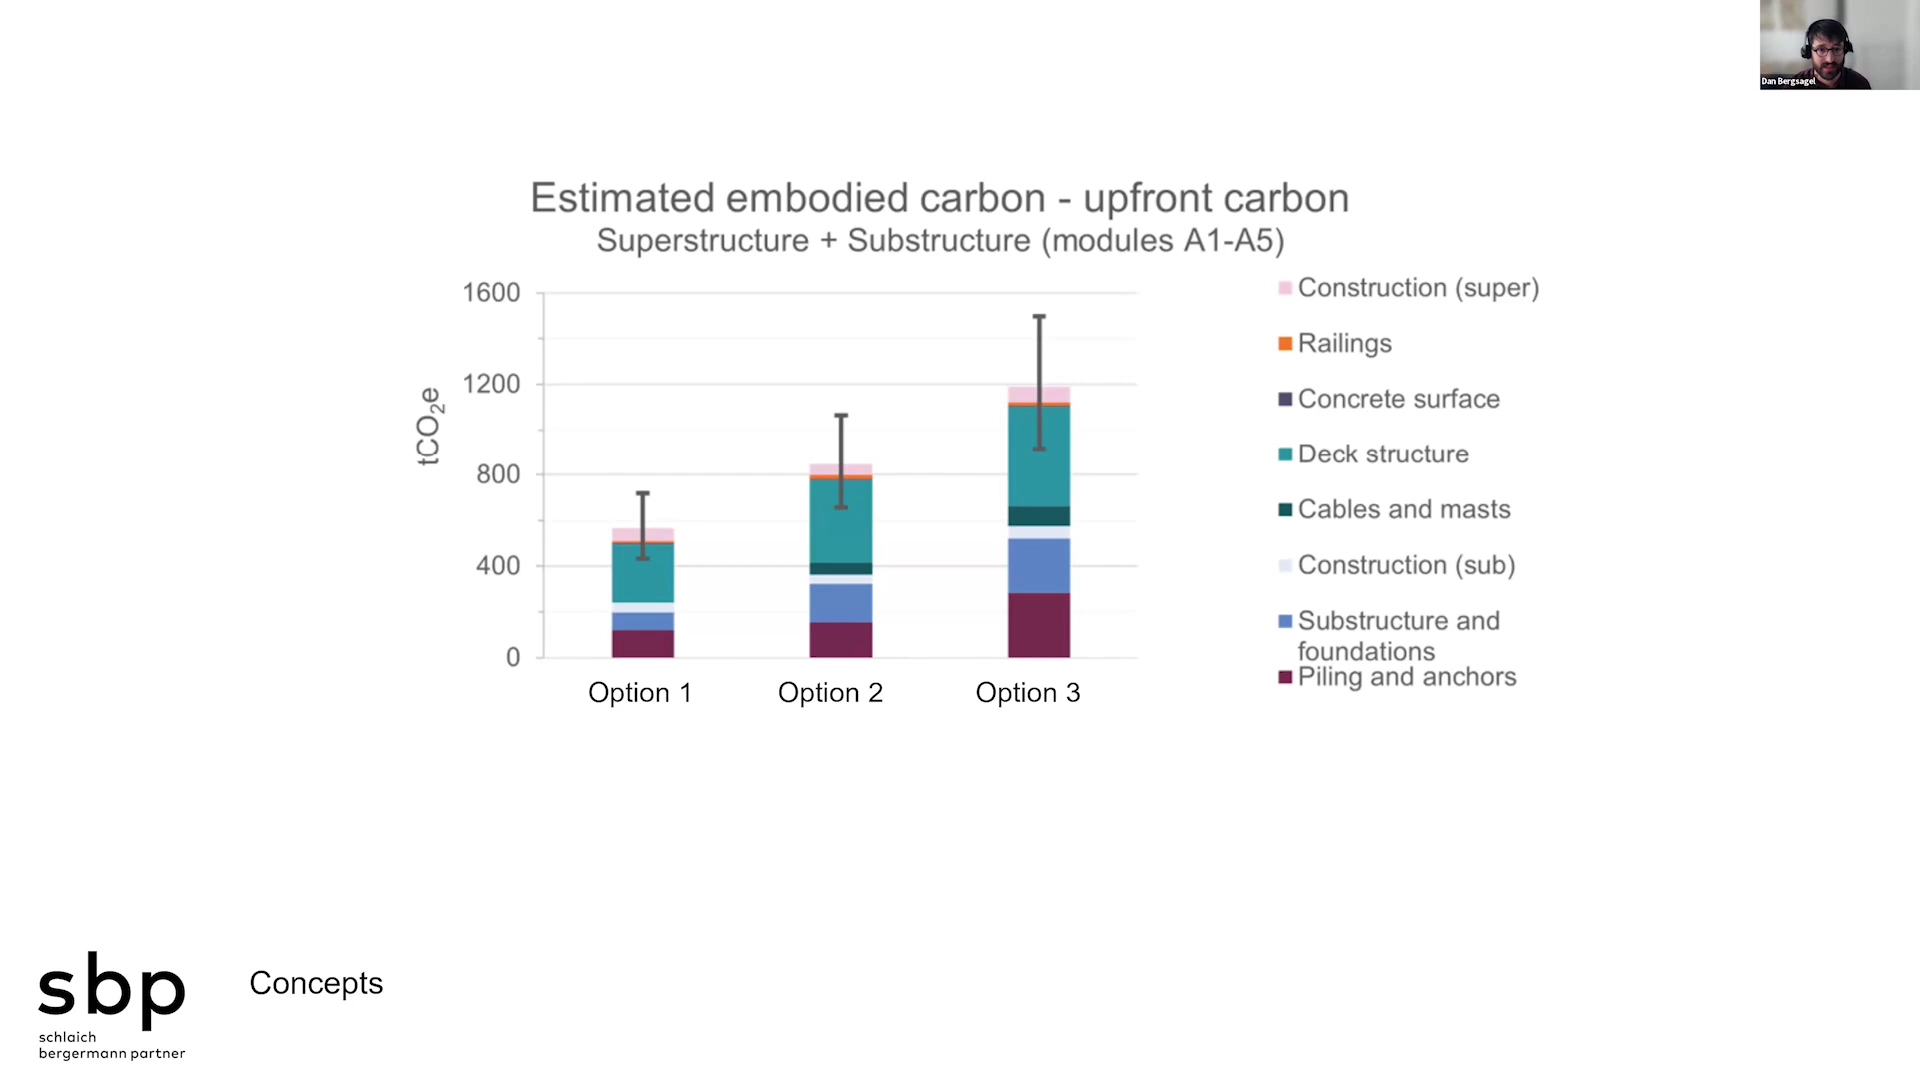 Dan Bergsagel
Estimated embodied carbon - upfront carbon
Superstructure + Substructure (modules A1-A5)
tCO₂e
1600
1200
800
400
0
Option 1
Option 2
Option 3
Construction (super)
Railings
Concrete surface
Deck structure
Cables and masts
Construction (sub)
Substructure and
foundations
Piling and anchors
sbp
schlaich
bergermann partner
Concepts